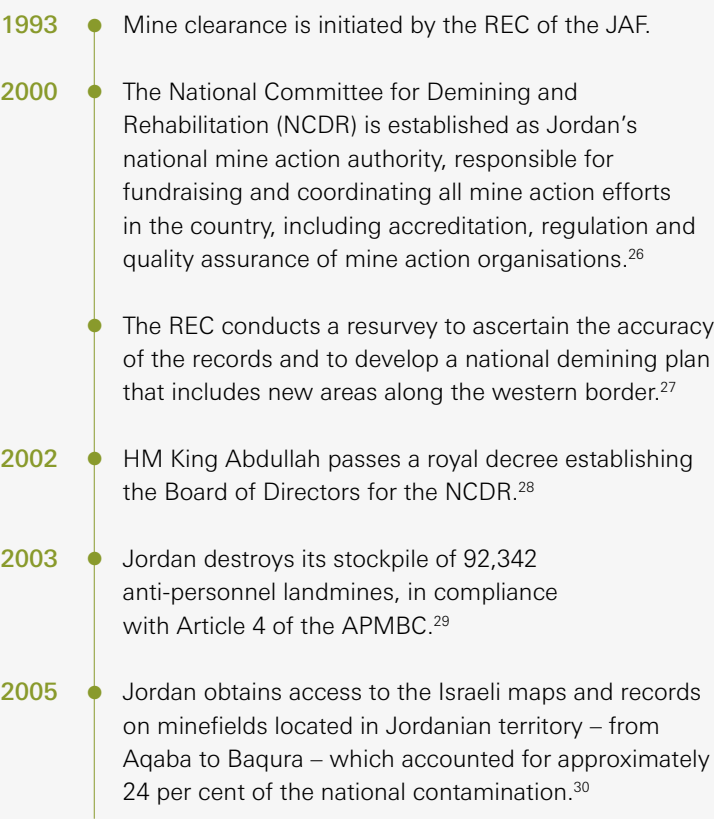 1993 Mine clearance is initiated by the REC of the JAF.
2000 The National Committee for Demining and
Rehabilitation (NCDR) is established as Jordan's
national mine action authority, responsible for
fundraising and coordinating all mine action efforts
in the country, including accreditation, regulation and
quality assurance of mine action organisations.26
The REC conducts a resurvey to ascertain the accuracy
of the records and to develop a national demining plan
that includes new areas along the western border.27
2002 HM King Abdullah passes a royal decree establishing
the Board of Directors for the NCDR.28
2003 Jordan destroys its stockpile of 92,342
anti-personnel landmines, in compliance
with Article 4 of the APMBC.29
2005 Jordan obtains access to the Israeli maps and records
on minefields located in Jordanian territory – from
Aqaba to Baqura – which accounted for approximately
24 per cent of the national contamination.30